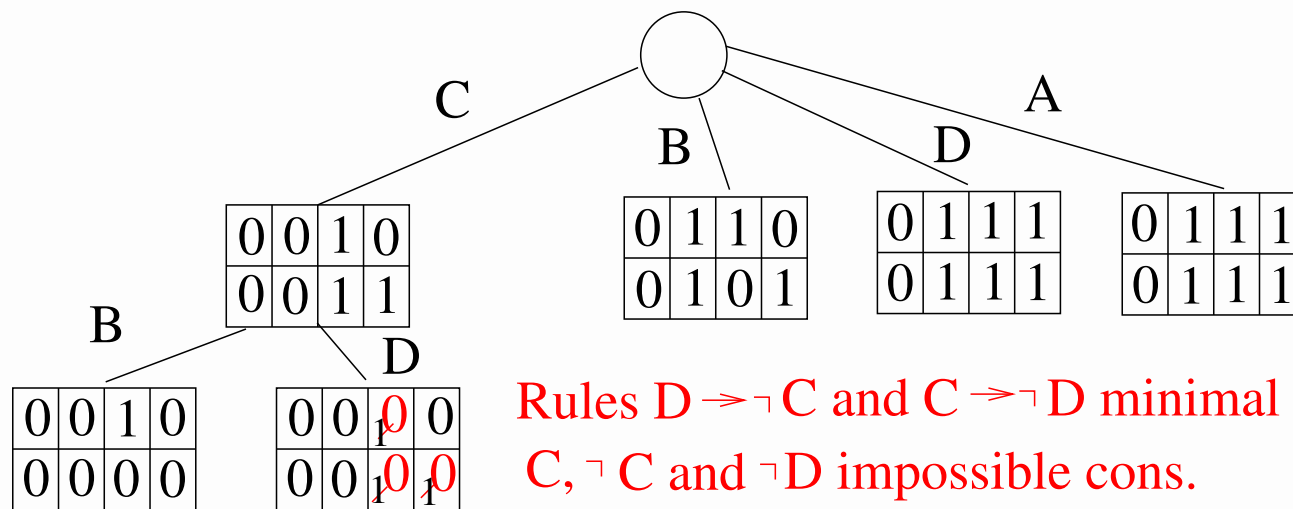 A
C
B
D
0 0 1 0
0 0 1 1
0 1 1 0
0 1 0 1
0 1 1 1
0 1 1 1
0 1 1 1
0 1 1 1
B
D
0 0 1 0
0 0 0 0
0 0 1 0 0
0 0 1 0 1 0
Rules D → ¬ C and C → ¬ D minimal
C, ¬ C and ¬ D impossible cons.